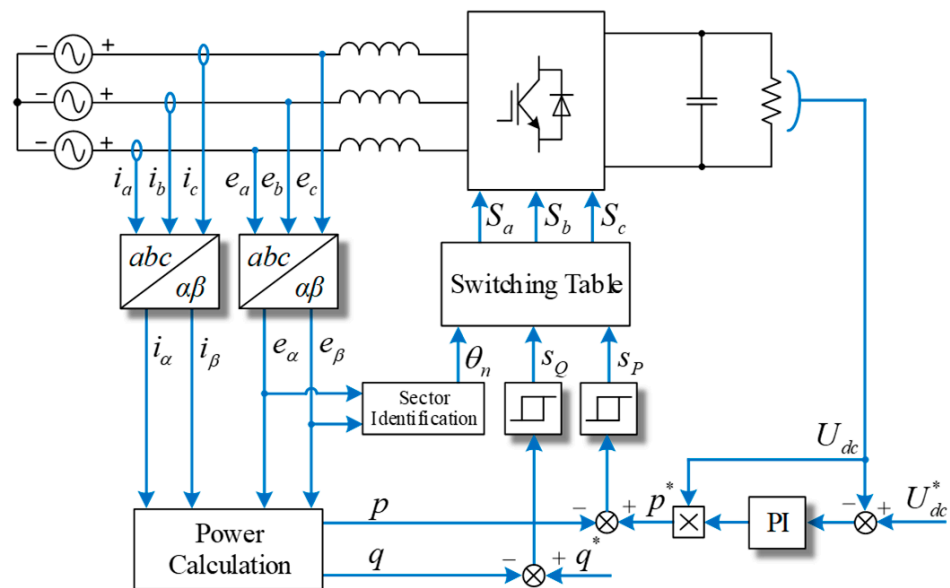 − +
− +
− +
i_a i_b i_c e_a e_b e_c
S_a S_b S_c
abc
αβ
abc
αβ
Switching Table
i_α i_β e_α e_β
θ_n s_Q s_P
Sector
Identification
U_dc
U*_dc
p
− + p* × PI − +
Power
Calculation
q
− + q*